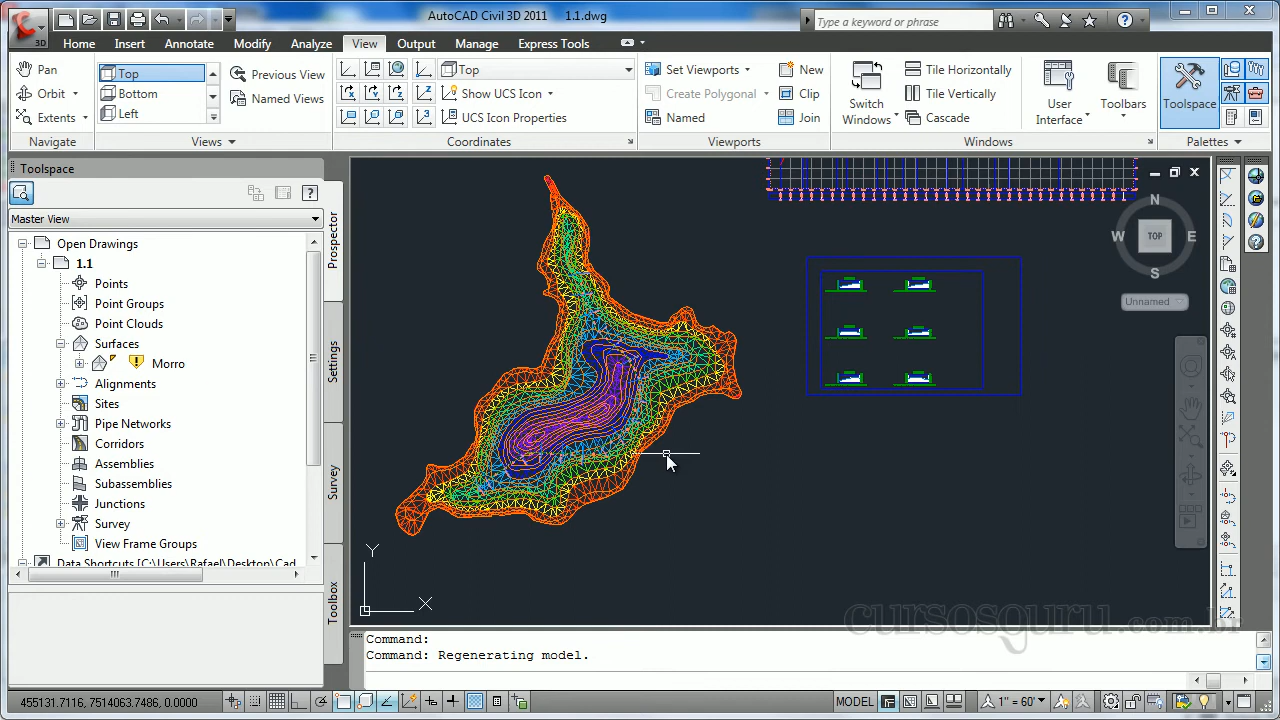 AutoCAD Civil 3D 2011 1.1.dwg
Type a keyword or phrase
3D
Home Insert Annotate Modify Analyze View Output Manage Express Tools
Pan
Orbit
Extents
Navigate
Top
Bottom
Left
Previous View
Named Views
Views
Top
Show UCS Icon
UCS Icon Properties
Coordinates
Set Viewports
Create Polygonal
Named
New
Clip
Join
Viewports
Switch
Windows
Tile Horizontally
Tile Vertically
Cascade
User
Interface
Toolbars
Windows
Toolspace
Palettes
Toolspace
Master View
Open Drawings
1.1
Points
Point Groups
Point Clouds
Surfaces
Morro
Alignments
Sites
Pipe Networks
Corridors
Assemblies
Subassemblies
Junctions
Survey
View Frame Groups
Data Shortcuts [C:\Users\Rafael\Desktop\Cad
Prospector
Settings
Survey
Toolbox
N
W TOP E
S
Unnamed
Y
X
cursosguru.com.br
Command:
Command: Regenerating model.
455131.7116, 7514063.7486, 0.0000
MODEL
1" = 60'